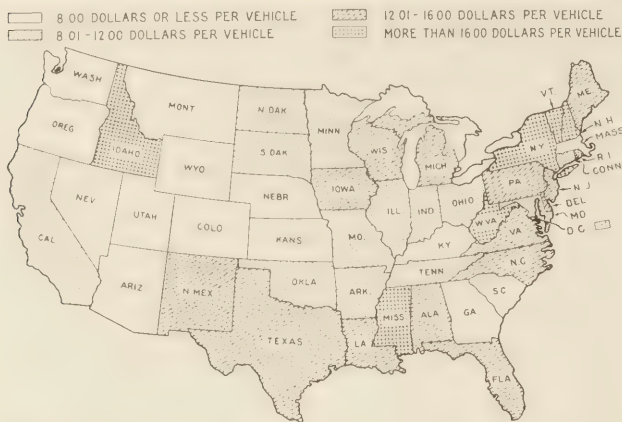 8.00 DOLLARS OR LESS PER VEHICLE
8.01 - 12.00 DOLLARS PER VEHICLE
12.01 - 16.00 DOLLARS PER VEHICLE
MORE THAN 16.00 DOLLARS PER VEHICLE
WASH
MONT
N DAK
MINN
VT.
ME.
OREG
IDAHO
S DAK
WIS
MICH
N H
MASS
NY
WYO
R I
CONN
IOWA
PA
N J
NEV
NEBR
ILL
IND
OHIO
DEL
UTAH
COLO
MD
W.VA
VA
D C
CAL
KANS
MO.
KY
N.C
TENN
ARIZ
N MEX
OKLA
ARK.
S C
MISS
ALA
GA
TEXAS
LA
FLA